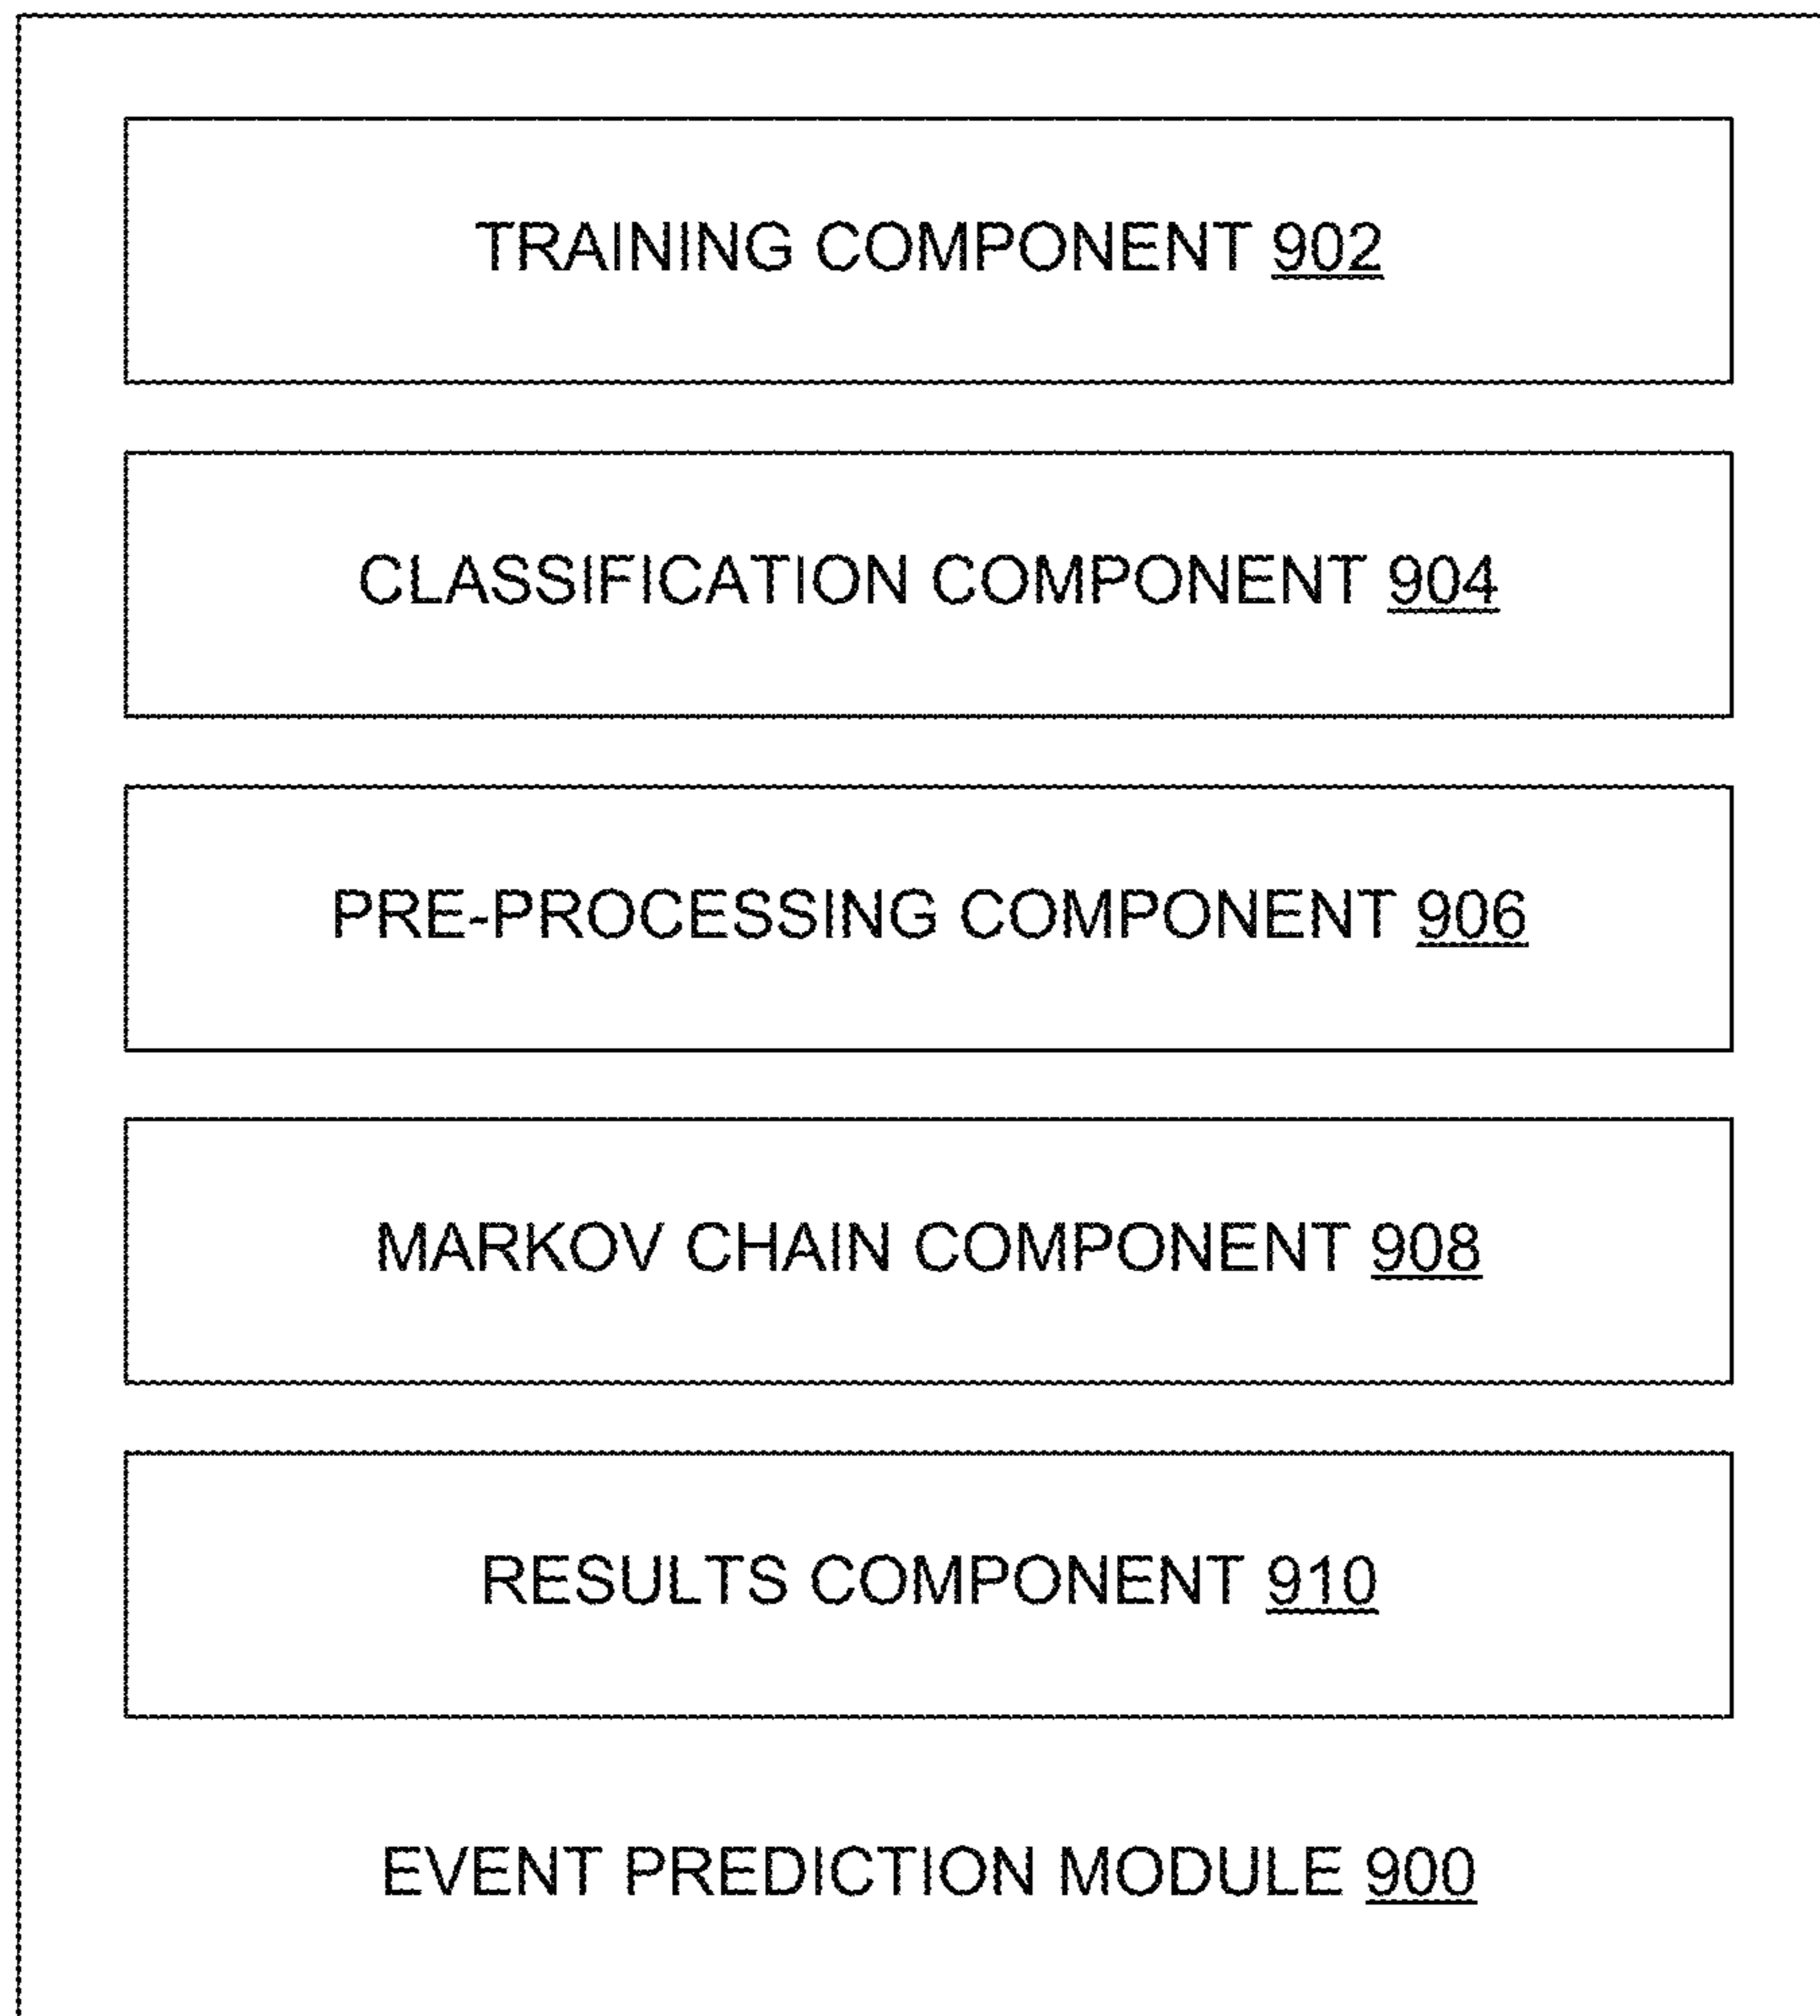 TRAINING COMPONENT 902
CLASSIFICATION COMPONENT 904
PRE-PROCESSING COMPONENT 906
MARKOV CHAIN COMPONENT 908
RESULTS COMPONENT 910
EVENT PREDICTION MODULE 900